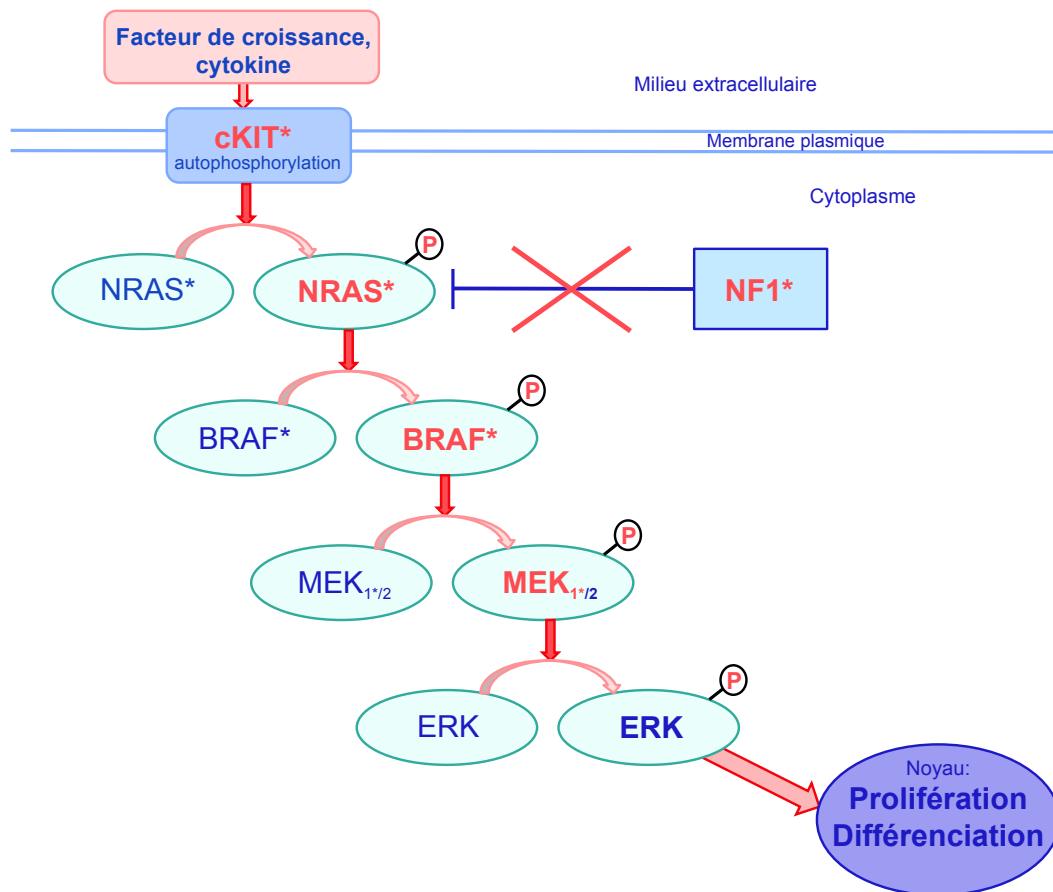 Facteur de croissance,
cytokine
Milieu extracellulaire
cKIT*
autophosphorylation
Membrane plasmique
Cytoplasme
P
NRAS*
NRAS*
NF1*
P
BRAF*
BRAF*
P
MEK1*/2
MEK1*/2
P
ERK
ERK
Noyau:
Prolifération
Différenciation